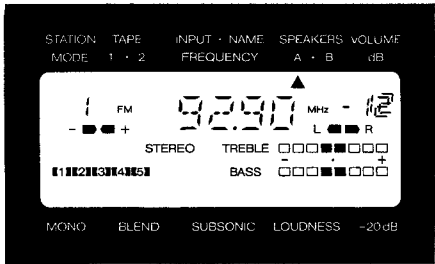 STATION TAPE INPUT · NAME SPEAKERS VOLUME
MODE 1 · 2 FREQUENCY A · B dB
1 FM 92.90 MHz -12
- + L R
STEREO TREBLE
- · +
[1][2][3][4][5] BASS
MONO BLEND SUBSONIC LOUDNESS -20dB